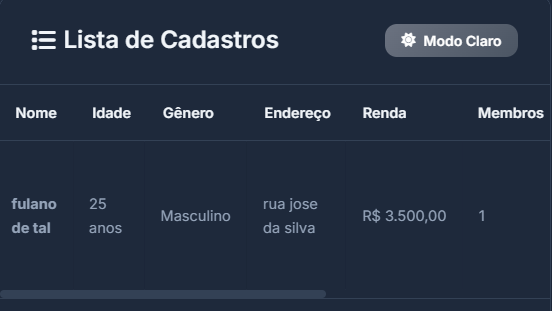 Lista de Cadastros
Modo Claro
Nome Idade Gênero Endereço Renda Membros
fulano de tal 25 anos Masculino rua jose da silva R$ 3.500,00 1